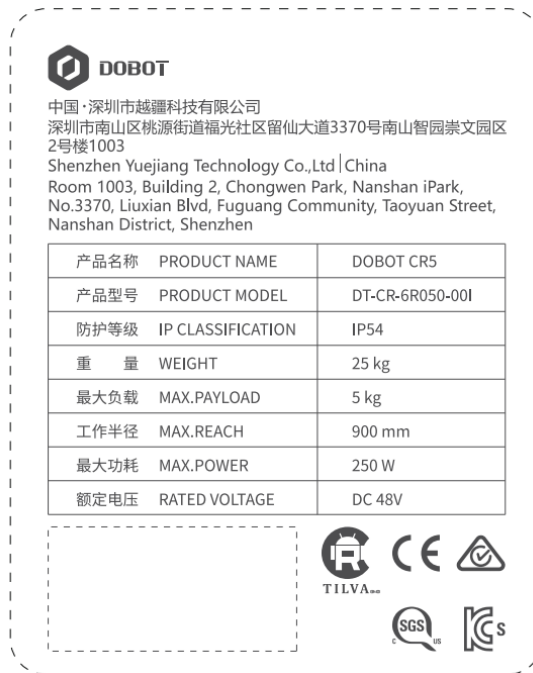 DOBOT
中国·深圳市越疆科技有限公司
深圳市南山区桃源街道福光社区留仙大道3370号南山智园崇文园区
2号楼1003
Shenzhen Yuejiang Technology Co.,Ltd│China
Room 1003, Building 2, Chongwen Park, Nanshan iPark,
No.3370, Liuxian Blvd, Fuguang Community, Taoyuan Street,
Nanshan District, Shenzhen
产品名称 PRODUCT NAME DOBOT CR5
产品型号 PRODUCT MODEL DT-CR-6R050-00I
防护等级 IP CLASSIFICATION IP54
重 量 WEIGHT 25 kg
最大负载 MAX.PAYLOAD 5 kg
工作半径 MAX.REACH 900 mm
最大功耗 MAX.POWER 250 W
额定电压 RATED VOLTAGE DC 48V
CR CE
TILVA
SGS C US KC S